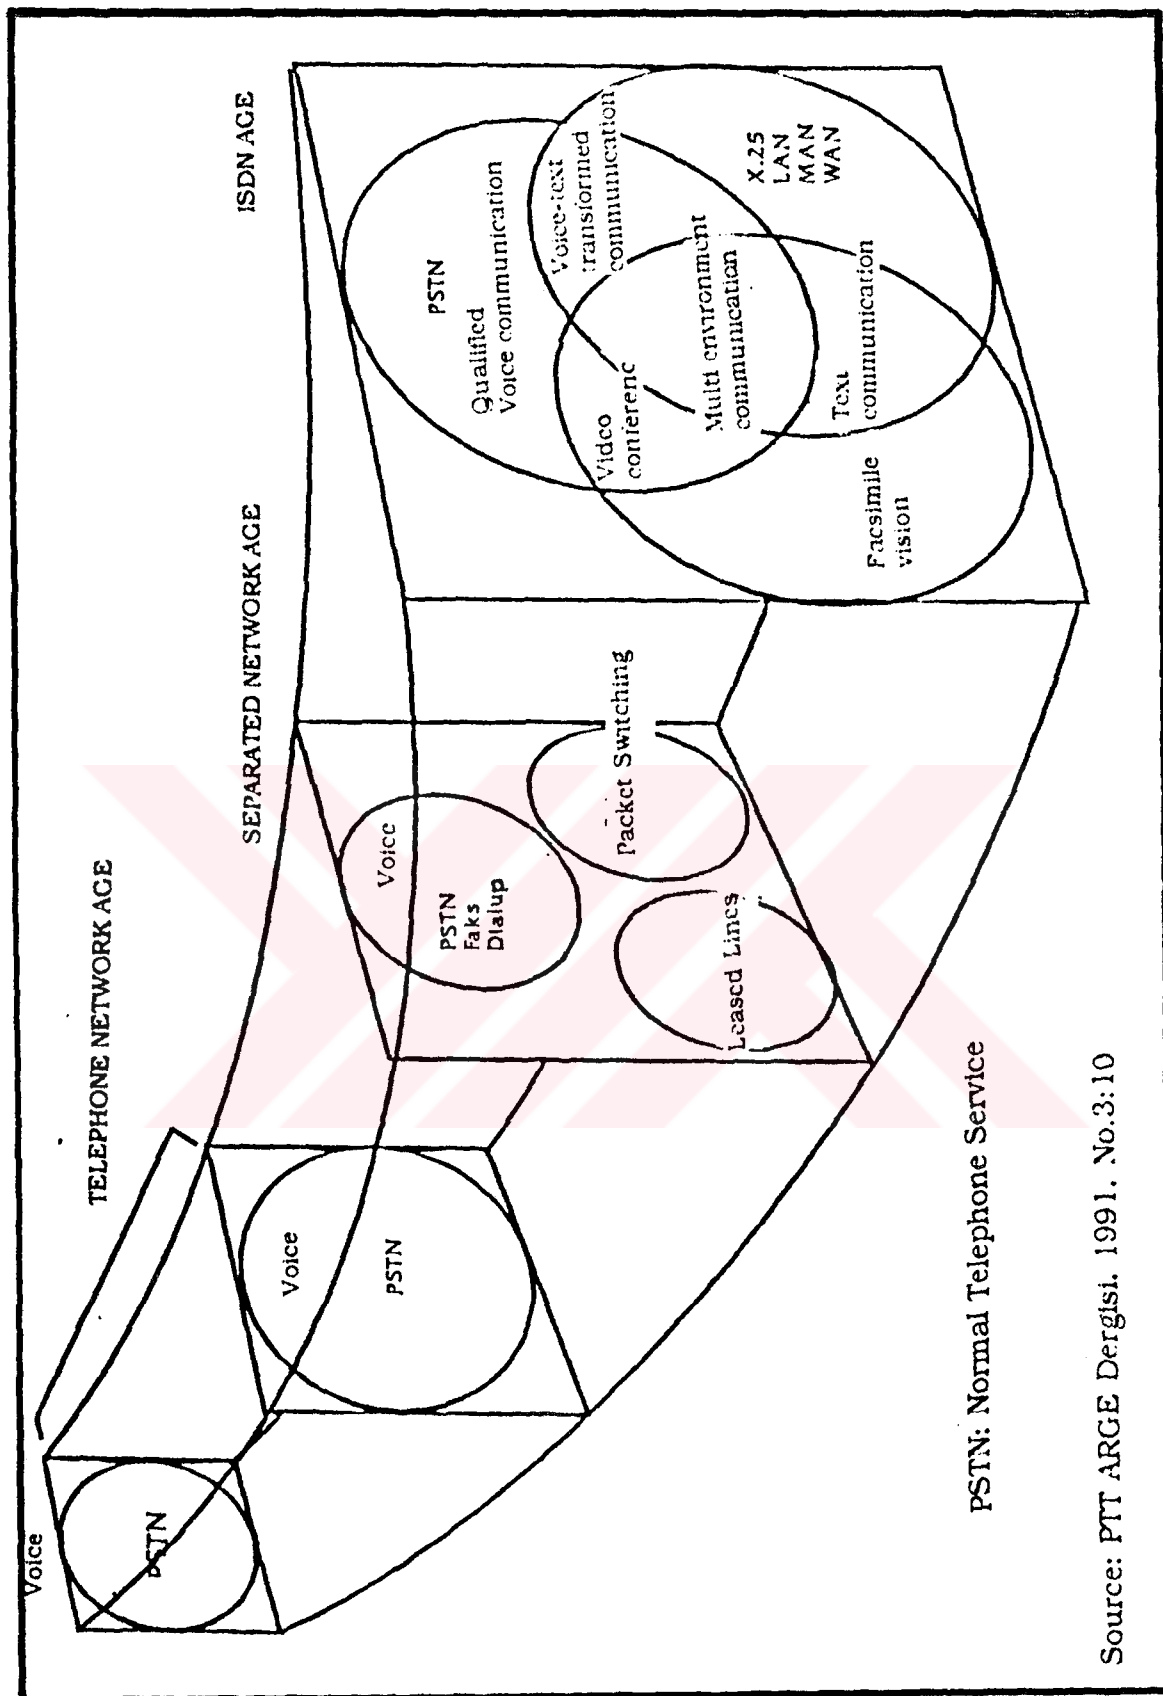 TELEPHONE NETWORK AGE
SEPARATED NETWORK AGE
ISDN AGE
Voice
PSTN
Voice
PSTN
Voice
PSTN
Faks
Dialup
Leased Lines
Packet Switching
PSTN
Qualified
Voice communication
Voice-text
transformed
communication
Video
conferenc
Multi environment
communication
X.25
LAN
MAN
WAN
Text
communication
Facsimile
vision
PSTN: Normal Telephone Service
Source: PTT ARGE Dergisi. 1991. No.3:10